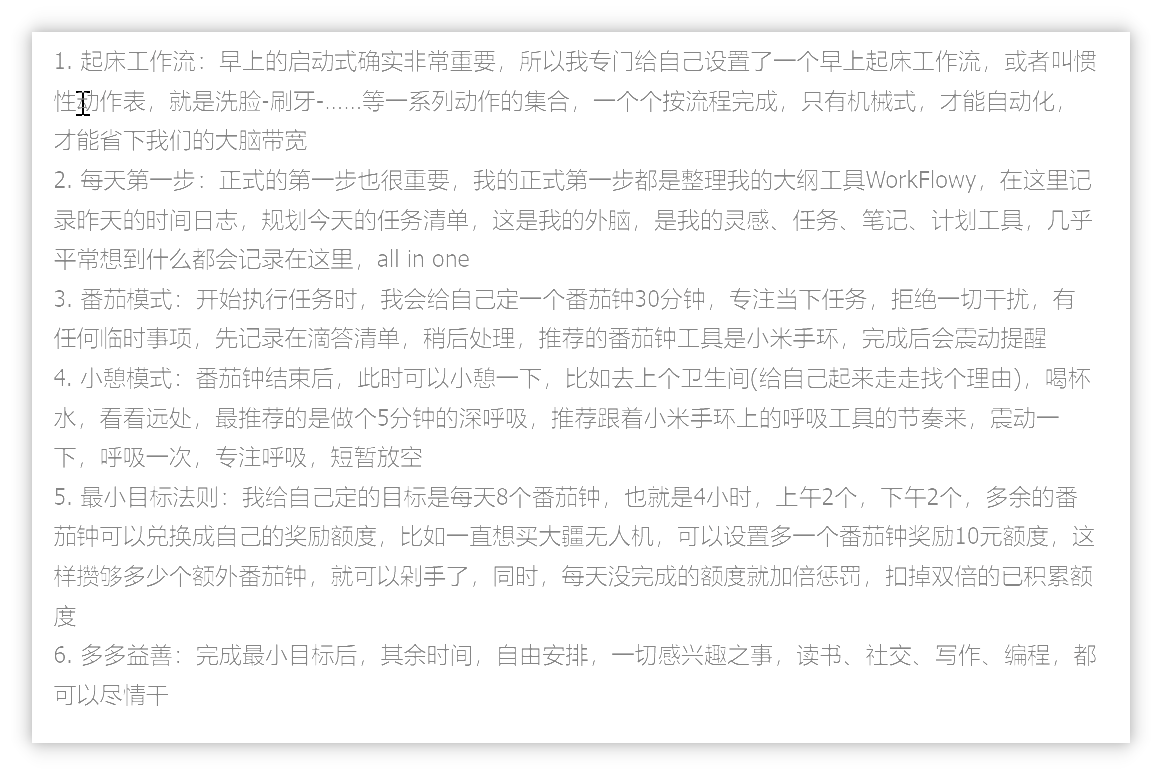 1. 起床工作流：早上的启动式确实非常重要，所以我专门给自己设置了一个早上起床工作流，或者叫惯
性动作表，就是洗脸-刷牙-……等一系列动作的集合，一个个按流程完成，只有机械式，才能自动化，
才能省下我们的大脑带宽
2. 每天第一步：正式的第一步也很重要，我的正式第一步都是整理我的大纲工具WorkFlowy，在这里记
录昨天的时间日志，规划今天的任务清单，这是我的外脑，是我的灵感、任务、笔记、计划工具，几乎
平常想到什么都会记录在这里，all in one
3. 番茄模式：开始执行任务时，我会给自己定一个番茄钟30分钟，专注当下任务，拒绝一切干扰，有
任何临时事项，先记录在滴答清单，稍后处理，推荐的番茄钟工具是小米手环，完成后会震动提醒
4. 小憩模式：番茄钟结束后，此时可以小憩一下，比如去上个卫生间(给自己起来走走找个理由)，喝杯
水，看看远处，最推荐的是做个5分钟的深呼吸，推荐跟着小米手环上的呼吸工具的节奏来，震动一
下，呼吸一次，专注呼吸，短暂放空
5. 最小目标法则：我给自己定的目标是每天8个番茄钟，也就是4小时，上午2个，下午2个，多余的番
茄钟可以兑换成自己的奖励额度，比如一直想买大疆无人机，可以设置多一个番茄钟奖励10元额度，这
样攒够多少个额外番茄钟，就可以剁手了，同时，每天没完成的额度就加倍惩罚，扣掉双倍的已积累额
度
6. 多多益善：完成最小目标后，其余时间，自由安排，一切感兴趣之事，读书、社交、写作、编程，都
可以尽情干